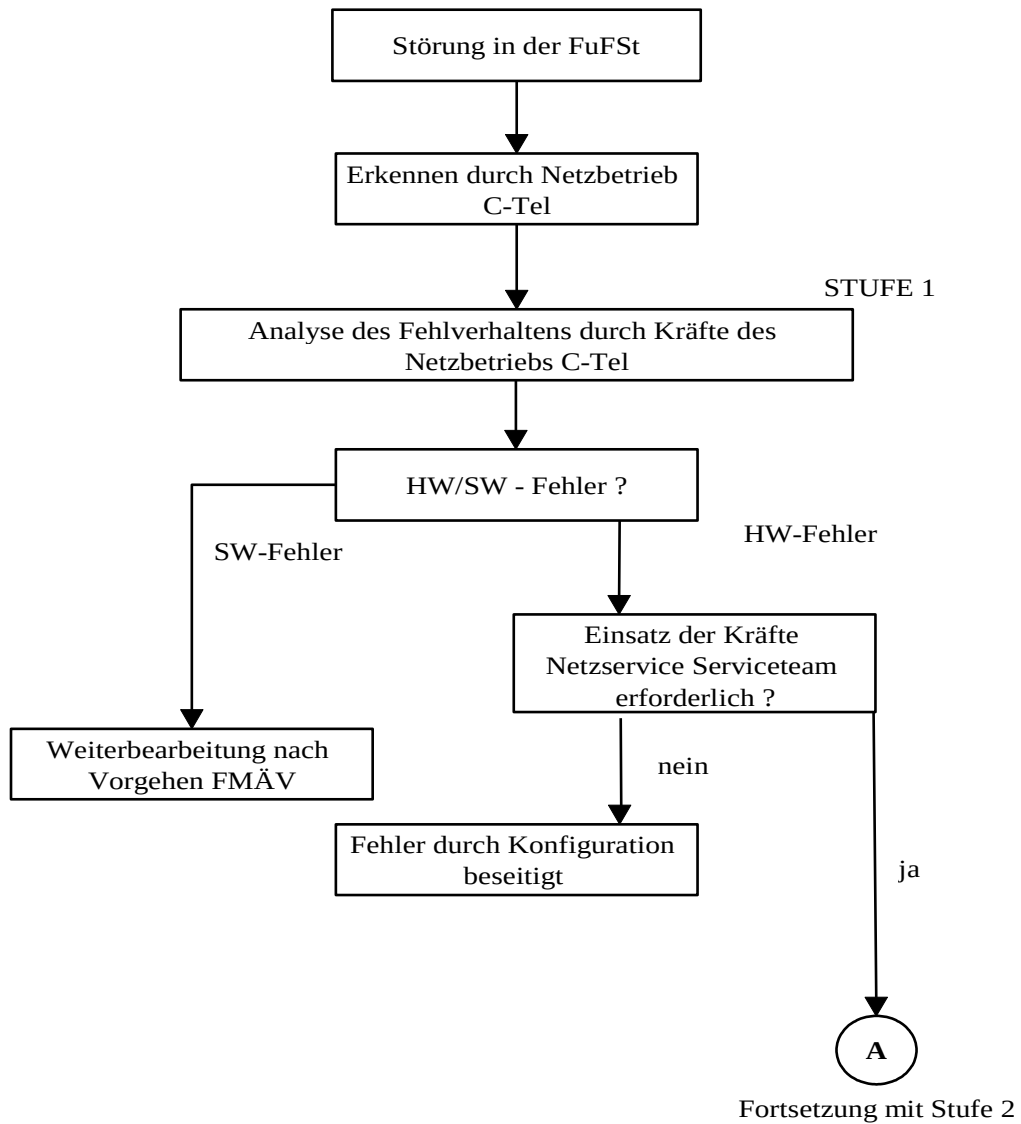 Störung in der FuFSt
Erkennen durch Netzbetrieb
C-Tel
STUFE 1
Analyse des Fehlverhaltens durch Kräfte des
Netzbetriebs C-Tel
HW/SW - Fehler ?
SW-Fehler
HW-Fehler
Einsatz der Kräfte
Netzservice Serviceteam
erforderlich ?
Weiterbearbeitung nach
Vorgehen FMÄV
nein
Fehler durch Konfiguration
beseitigt
ja
A
Fortsetzung mit Stufe 2